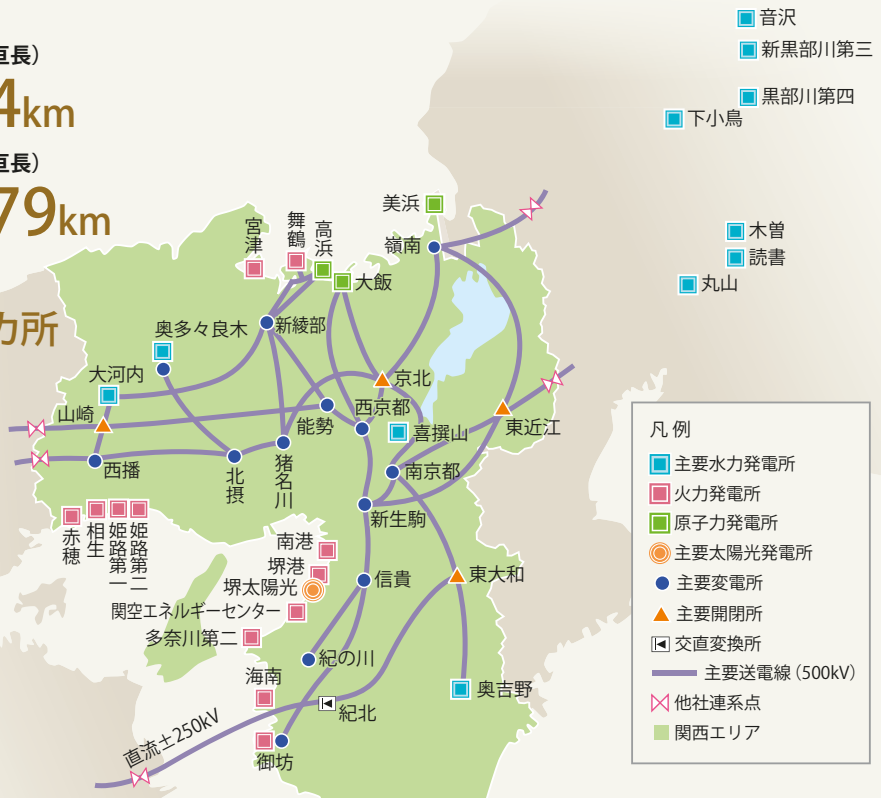 亘長）
4km
亘長）
79km
カ所
音沢
新黒部川第三
黒部川第四
下小鳥
木曽
読書
丸山
美浜
嶺南
宮津
舞鶴
高浜
大飯
奥多々良木
新綾部
大河内
山崎
京北
西京都
能勢
喜撰山
東近江
西播
北摂
猪名川
南京都
新生駒
赤穂
相生
姫路第一
姫路第二
南港
堺港
堺太陽光
信貴
東大和
関空エネルギーセンター
多奈川第二
紀の川
海南
奥吉野
紀北
直流±250kV
御坊
凡例
主要水力発電所
火力発電所
原子力発電所
主要太陽光発電所
主要変電所
主要開閉所
交直変換所
主要送電線（500kV）
他社連系点
関西エリア